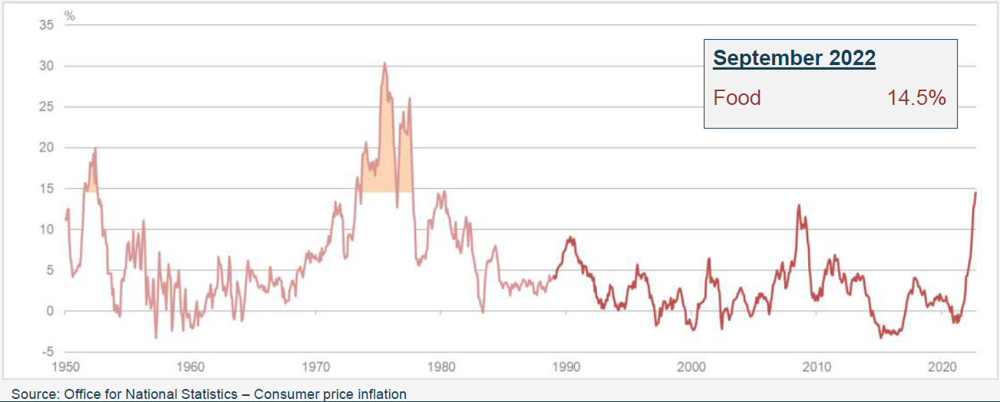 %
35
30
25
20
15
10
5
0
-5
1950 1960 1970 1980 1990 2000 2010 2020
September 2022
Food 14.5%
Source: Office for National Statistics – Consumer price inflation